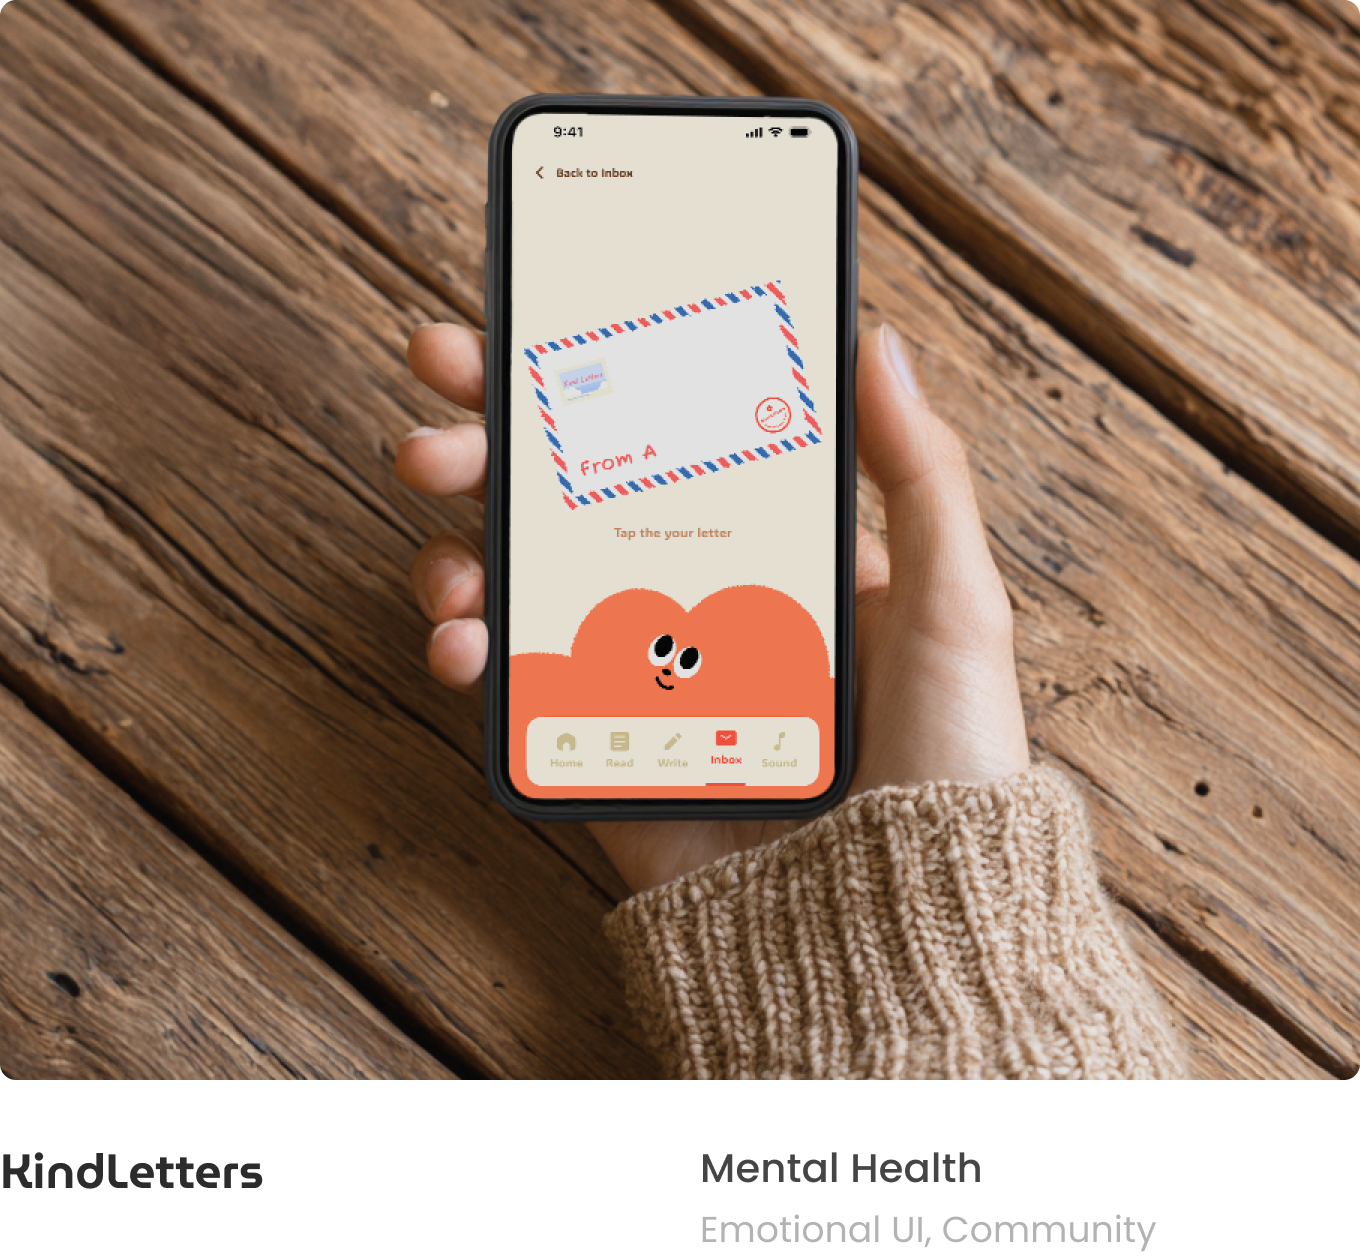 9:41
Back to Inbox
Kind Letters
From A
Tap the your letter
Home Read Write Inbox Sound
KindLetters
Mental Health
Emotional UI, Community